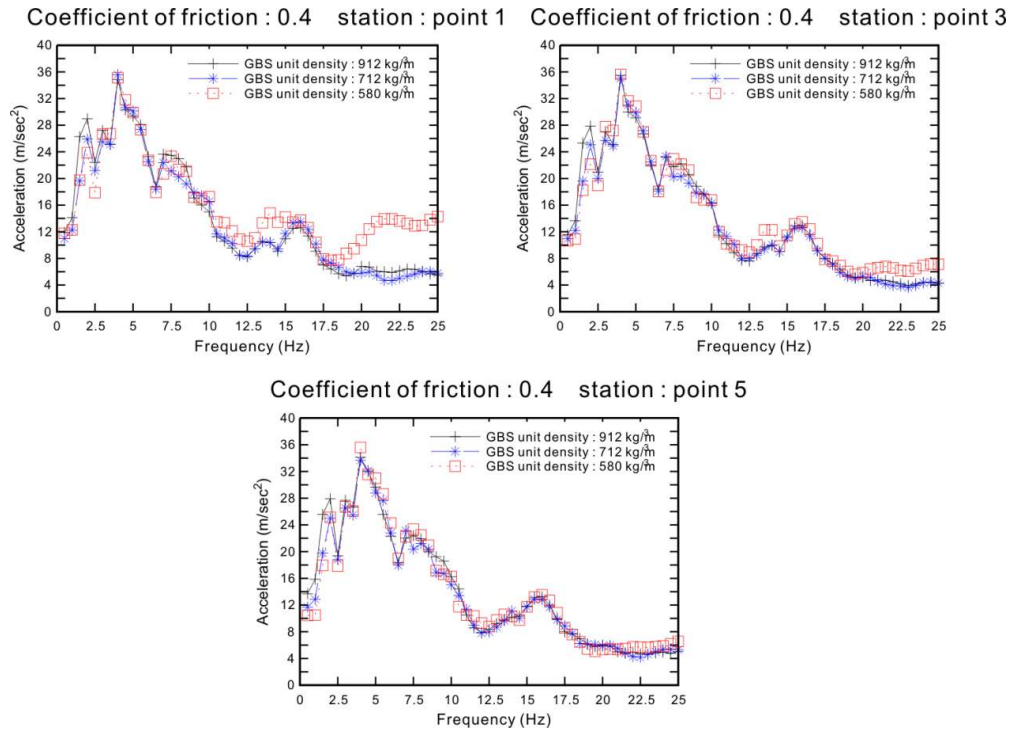 Coefficient of friction : 0.4 station : point 1
40
36
32
28
24
20
16
12
8
4
0
Acceleration (m/sec²)
GBS unit density : 912 kg/m³
GBS unit density : 712 kg/m³
GBS unit density : 580 kg/m³
0 2.5 5 7.5 10 12.5 15 17.5 20 22.5 25
Frequency (Hz)
Coefficient of friction : 0.4 station : point 3
40
36
32
28
24
20
16
12
8
4
0
Acceleration (m/sec²)
GBS unit density : 912 kg/m³
GBS unit density : 712 kg/m³
GBS unit density : 580 kg/m³
0 2.5 5 7.5 10 12.5 15 17.5 20 22.5 25
Frequency (Hz)
Coefficient of friction : 0.4 station : point 5
40
36
32
28
24
20
16
12
8
4
0
Acceleration (m/sec²)
GBS unit density : 912 kg/m³
GBS unit density : 712 kg/m³
GBS unit density : 580 kg/m³
0 2.5 5 7.5 10 12.5 15 17.5 20 22.5 25
Frequency (Hz)